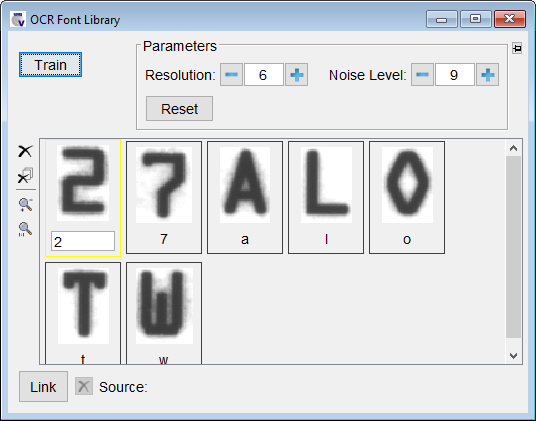 OCR Font Library
Parameters
Train
Resolution: 6 Noise Level: 9
Reset
2 7 A L O
2 7 a l o
T W
t w
Link Source: